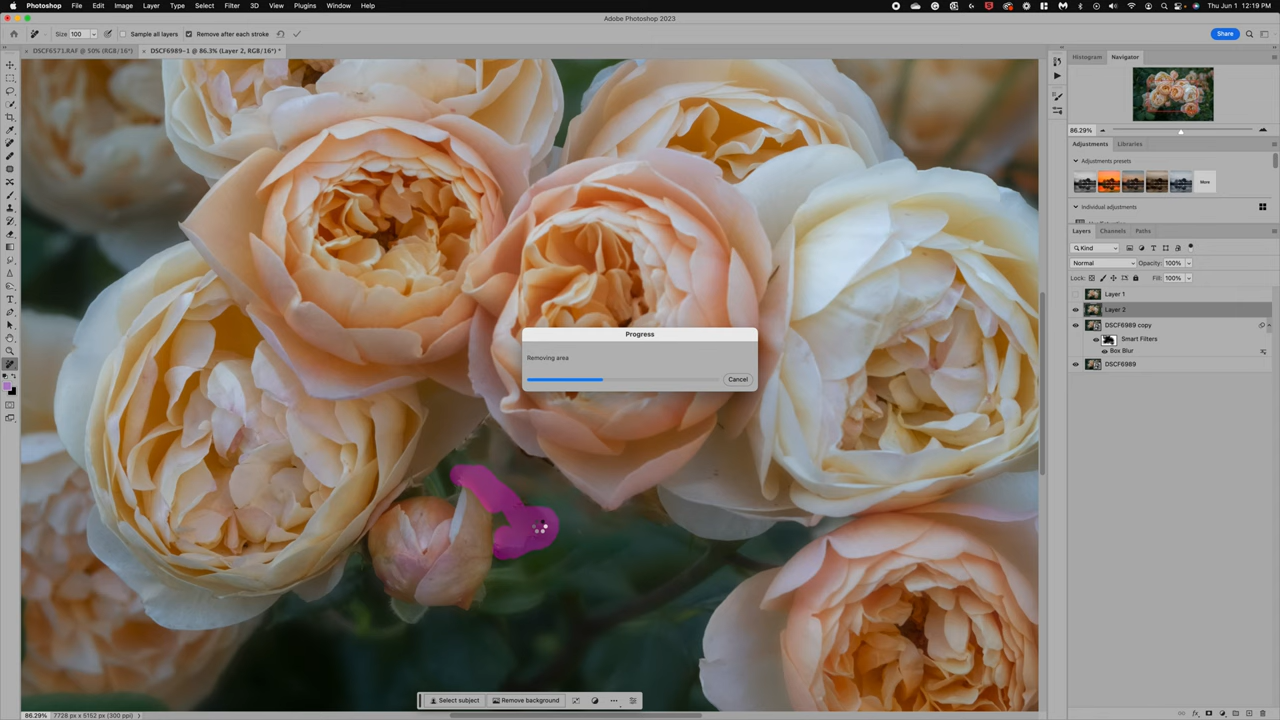 Photoshop File Edit Image Layer Type Select Filter 3D View Plugins Window Help Thu Jun 1 12:19 PM
Adobe Photoshop 2023
Size: 100 Sample all layers Remove after each stroke Share
DSCF6571.RAF @ 50% (RGB/16*) DSCF6989-1 @ 86.3% (Layer 2, RGB/16*) *
Histogram Navigator
86.29%
Adjustments Libraries
Adjustments presets
More
Individual adjustments
Layers Channels Paths
Kind
Normal Opacity: 100%
Lock: Fill: 100%
Layer 1
Layer 2
DSCF6989 copy
Smart Filters
Box Blur
DSCF6989
Progress
Removing area
Cancel
Select subject Remove background
86.29% 7728 px x 5152 px (300 ppi)